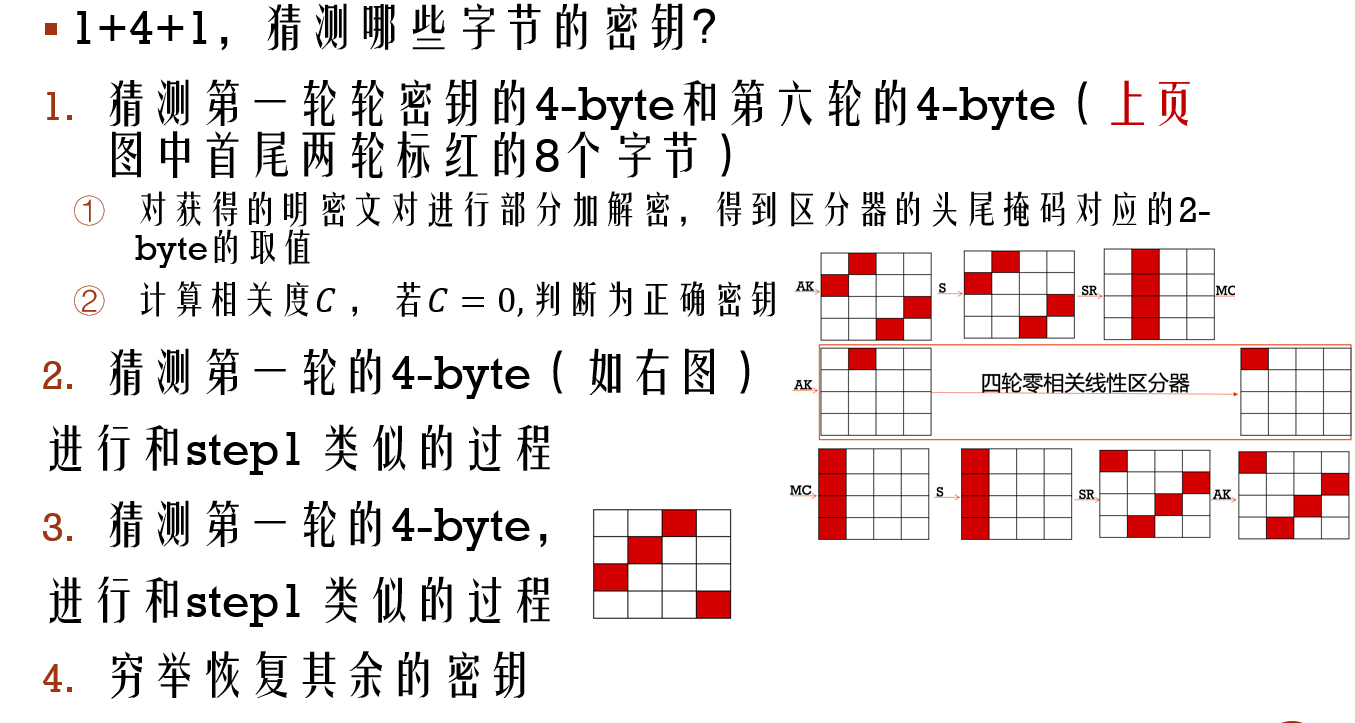 ▪ 1+4+1，猜测哪些字节的密钥?
1. 猜测第一轮轮密钥的4-byte和第六轮的4-byte（上页
图中首尾两轮标红的8个字节）
① 对获得的明密文对进行部分加解密，得到区分器的头尾掩码对应的2-
byte的取值
② 计算相关度C ， 若C = 0,判断为正确密钥
AK S SR MC
2. 猜测第一轮的4-byte（如右图）
AK 四轮零相关线性区分器
进行和step1 类似的过程
MC S SR AK
3. 猜测第一轮的4-byte，
进行和step1 类似的过程
4. 穷举恢复其余的密钥